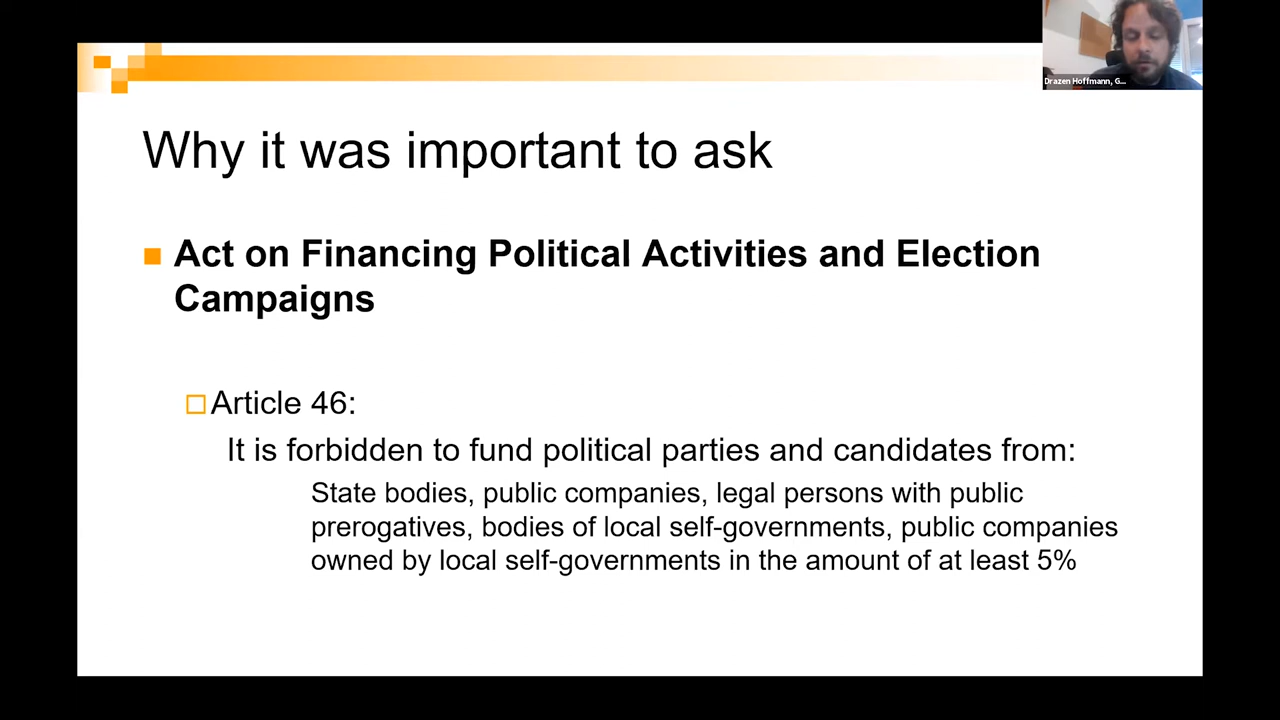 Drazen Hoffmann, G...
Why it was important to ask
Act on Financing Political Activities and Election
Campaigns
Article 46:
It is forbidden to fund political parties and candidates from:
State bodies, public companies, legal persons with public
prerogatives, bodies of local self-governments, public companies
owned by local self-governments in the amount of at least 5%